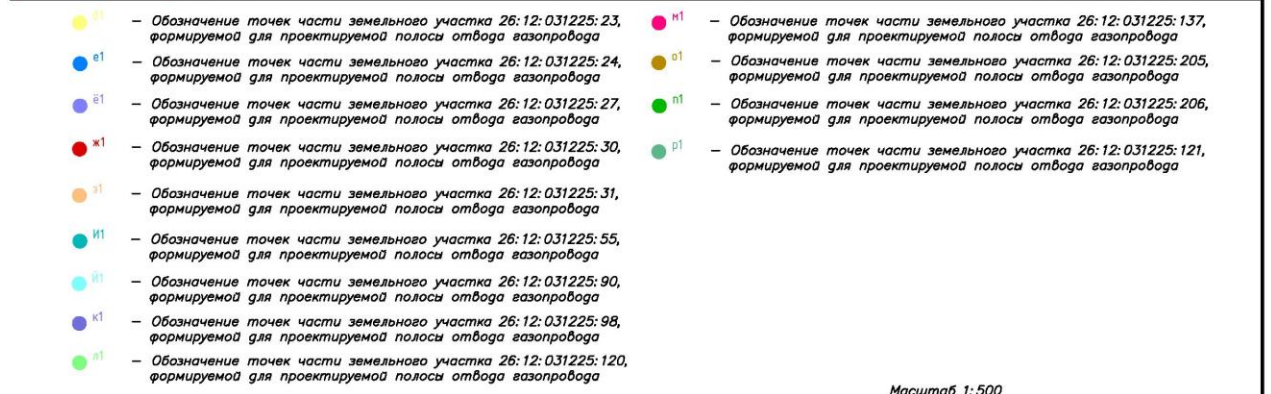 – Обозначение точек части земельного участка 26:12:031225:23,
формируемой для проектируемой полосы отвода газопровода
е1 – Обозначение точек части земельного участка 26:12:031225:24,
формируемой для проектируемой полосы отвода газопровода
ё1 – Обозначение точек части земельного участка 26:12:031225:27,
формируемой для проектируемой полосы отвода газопровода
ж1 – Обозначение точек части земельного участка 26:12:031225:30,
формируемой для проектируемой полосы отвода газопровода
з1 – Обозначение точек части земельного участка 26:12:031225:31,
формируемой для проектируемой полосы отвода газопровода
И1 – Обозначение точек части земельного участка 26:12:031225:55,
формируемой для проектируемой полосы отвода газопровода
Й1 – Обозначение точек части земельного участка 26:12:031225:90,
формируемой для проектируемой полосы отвода газопровода
к1 – Обозначение точек части земельного участка 26:12:031225:98,
формируемой для проектируемой полосы отвода газопровода
л1 – Обозначение точек части земельного участка 26:12:031225:120,
формируемой для проектируемой полосы отвода газопровода
м1 – Обозначение точек части земельного участка 26:12:031225:137,
формируемой для проектируемой полосы отвода газопровода
о1 – Обозначение точек части земельного участка 26:12:031225:205,
формируемой для проектируемой полосы отвода газопровода
п1 – Обозначение точек части земельного участка 26:12:031225:206,
формируемой для проектируемой полосы отвода газопровода
р1 – Обозначение точек части земельного участка 26:12:031225:121,
формируемой для проектируемой полосы отвода газопровода
Масштаб 1:500